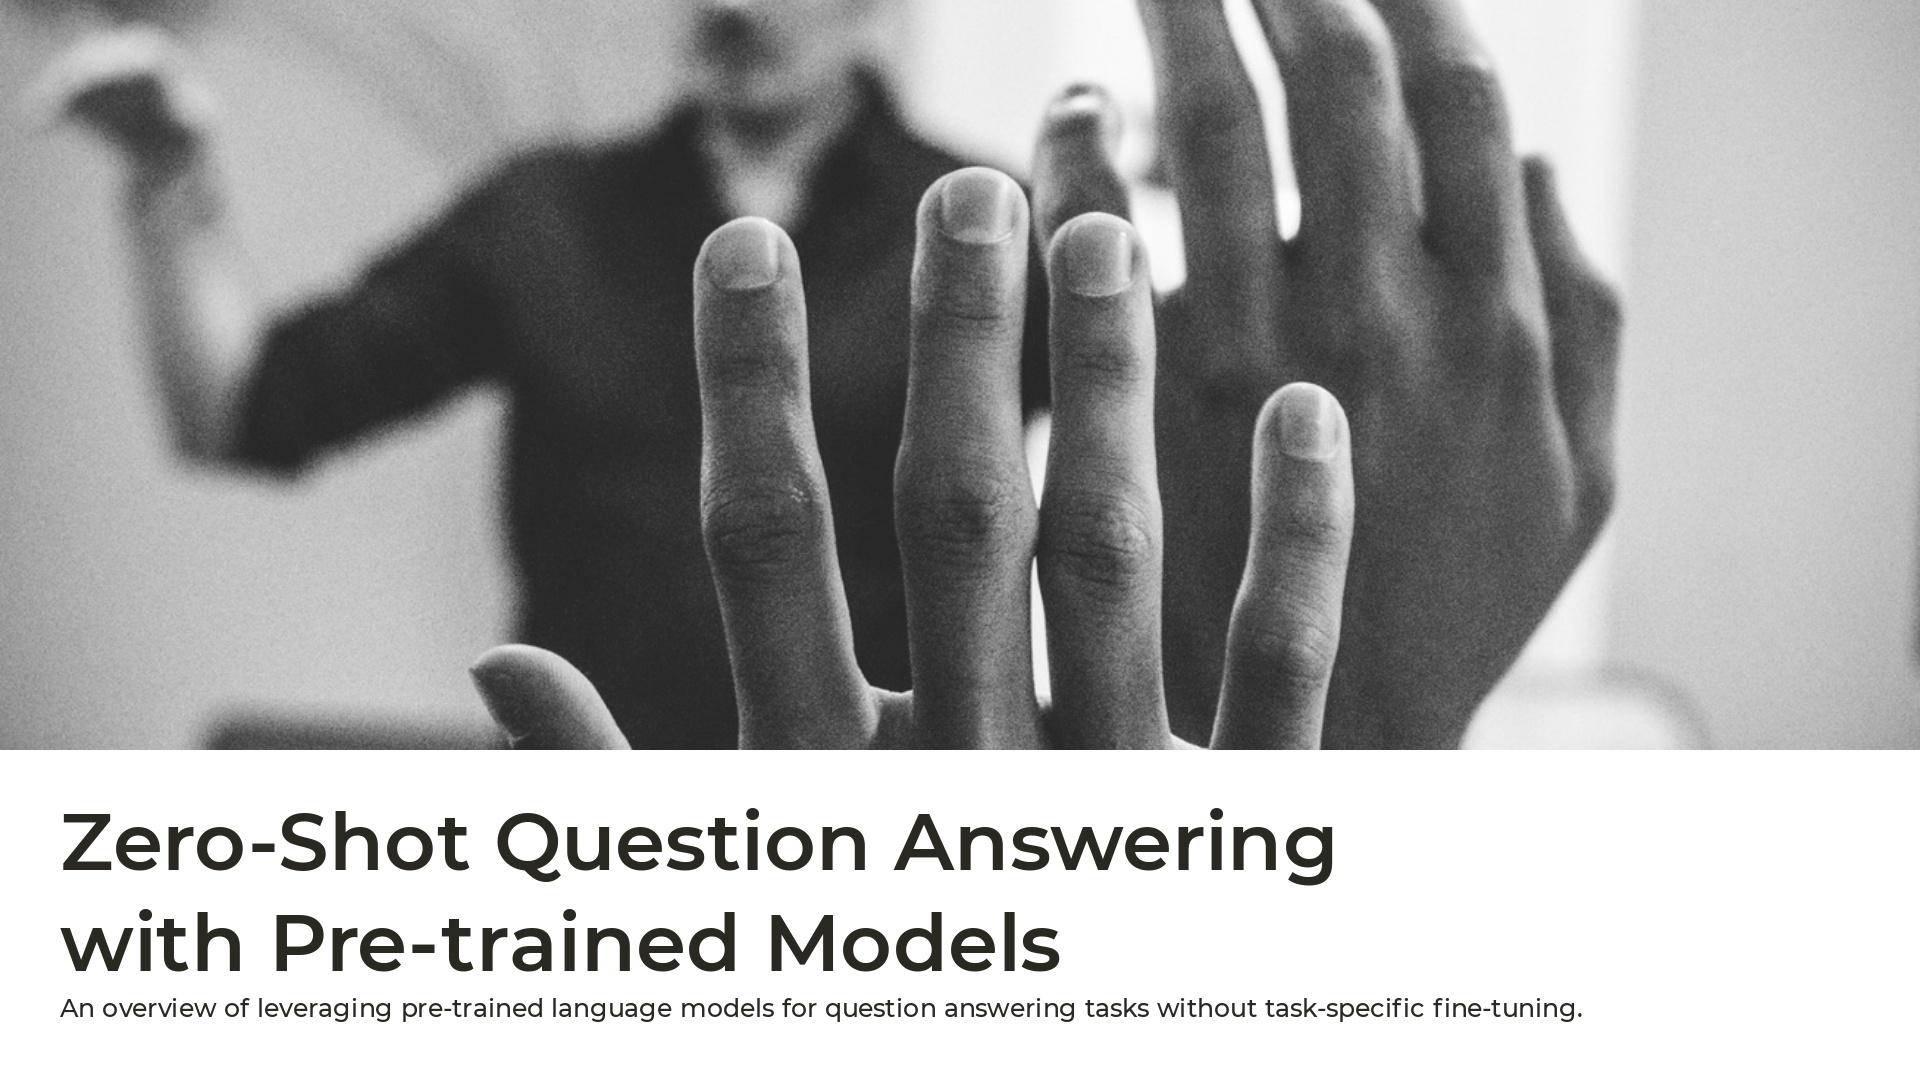 Zero-Shot Question Answering
with Pre-trained Models
An overview of leveraging pre-trained language models for question answering tasks without task-specific fine-tuning.